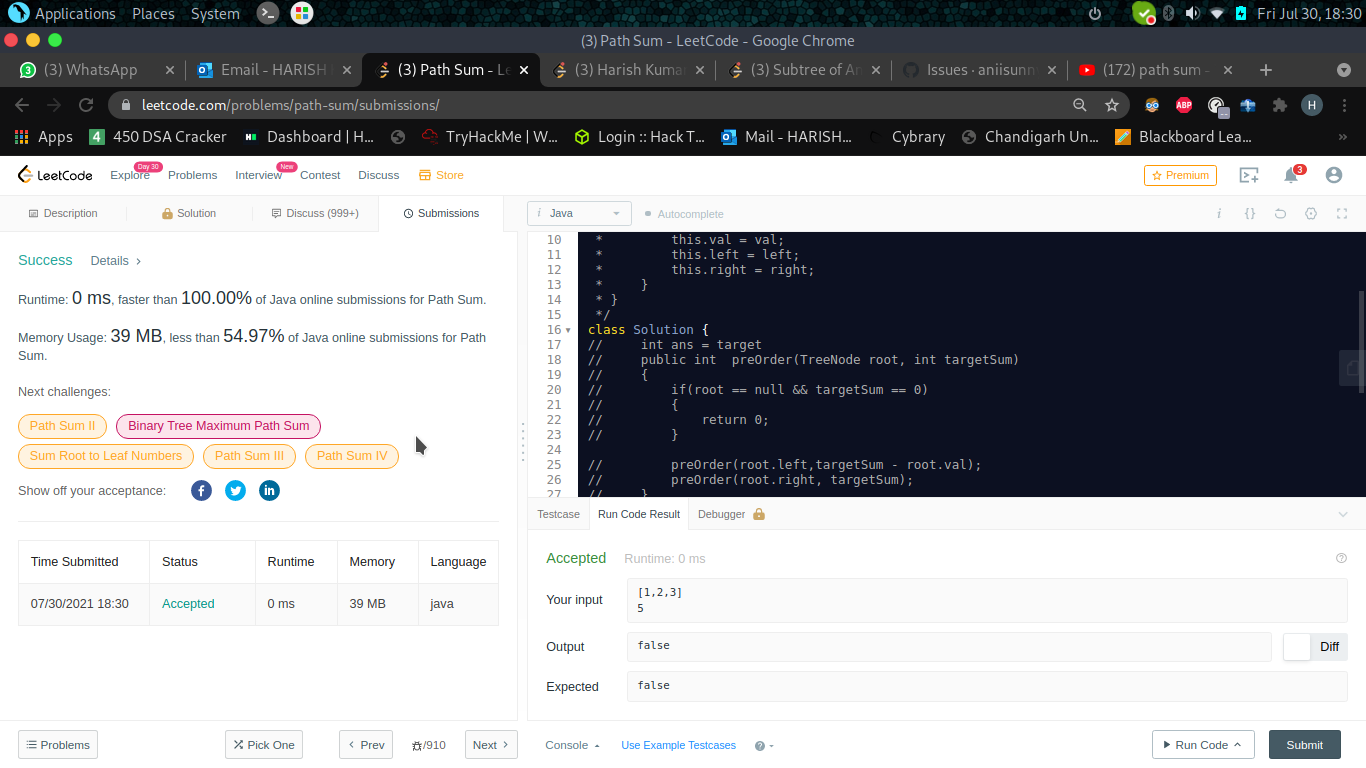 Applications Places System Fri Jul 30, 18:30
(3) Path Sum - LeetCode - Google Chrome
3 (3) WhatsApp Email - HARISH (3) Path Sum - Le (3) Harish Kuma (3) Subtree of An Issues · aniisunn (172) path sum -
leetcode.com/problems/path-sum/submissions/ ABP H
Apps 4 450 DSA Cracker Dashboard | H... TryHackMe | W... Login :: Hack T... Mail - HARISH... Cybrary Chandigarh Un... Blackboard Lea... »
LeetCode Explore Day 30 Problems Interview New Contest Discuss Store Premium 3
Description Solution Discuss (999+) Submissions
i Java Autocomplete i {}
Success Details >
Runtime: 0 ms, faster than 100.00% of Java online submissions for Path Sum.
Memory Usage: 39 MB, less than 54.97% of Java online submissions for Path
Sum.
Next challenges:
Path Sum II Binary Tree Maximum Path Sum
Sum Root to Leaf Numbers Path Sum III Path Sum IV
Show off your acceptance:
Time Submitted Status Runtime Memory Language
07/30/2021 18:30 Accepted 0 ms 39 MB java
10 * this.val = val;
11 * this.left = left;
12 * this.right = right;
13 * }
14 * }
15 */
16 class Solution {
17 // int ans = target
18 // public int preOrder(TreeNode root, int targetSum)
19 // {
20 // if(root == null && targetSum == 0)
21 // {
22 // return 0;
23 // }
24
25 // preOrder(root.left,targetSum - root.val);
26 // preOrder(root.right, targetSum);
27 // }
Testcase Run Code Result Debugger
Accepted Runtime: 0 ms
Your input [1,2,3]
5
Output false Diff
Expected false
Problems Pick One < Prev /910 Next > Console Use Example Testcases Run Code Submit